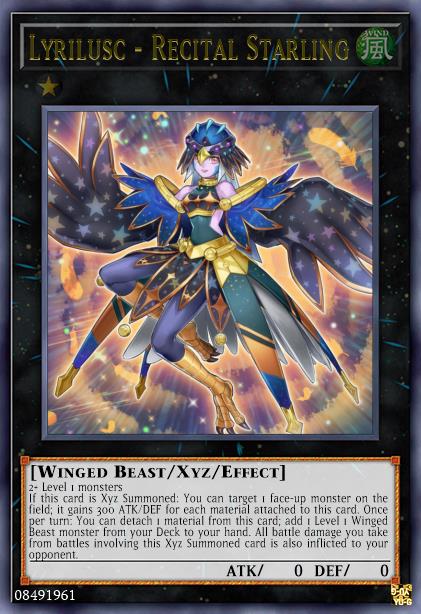 LYRILUSC - RECITAL STARLING
WIND
風
[WINGED BEAST/XYZ/EFFECT]
2+ Level 1 monsters
If this card is Xyz Summoned: You can target 1 face-up monster on the
field; it gains 300 ATK/DEF for each material attached to this card. Once
per turn: You can detach 1 material from this card; add 1 Level 1 Winged
Beast monster from your Deck to your hand. All battle damage you take
from battles involving this Xyz Summoned card is also inflicted to your
opponent.
ATK/ 0 DEF/ 0
08491961